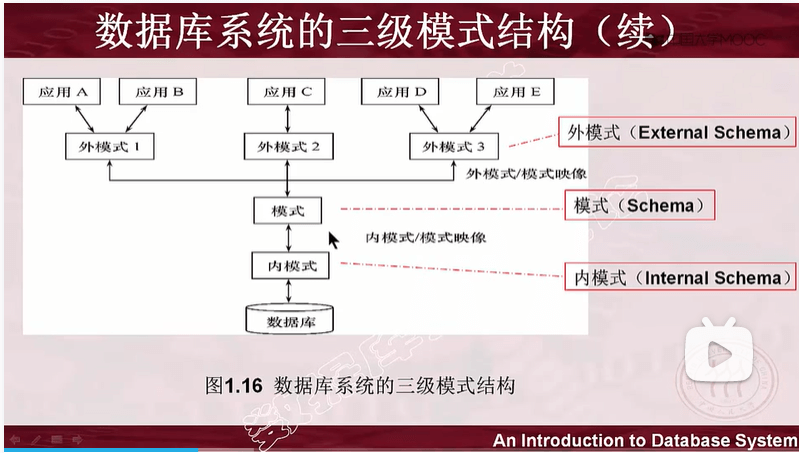 数据库系统的三级模式结构（续）
应用 A
应用 B
应用 C
应用 D
应用 E
外模式 1
外模式 2
外模式 3
外模式（External Schema）
外模式/模式映像
模式
模式（Schema）
内模式/模式映像
内模式
内模式（Internal Schema）
数据库
图1.16 数据库系统的三级模式结构
An Introduction to Database System